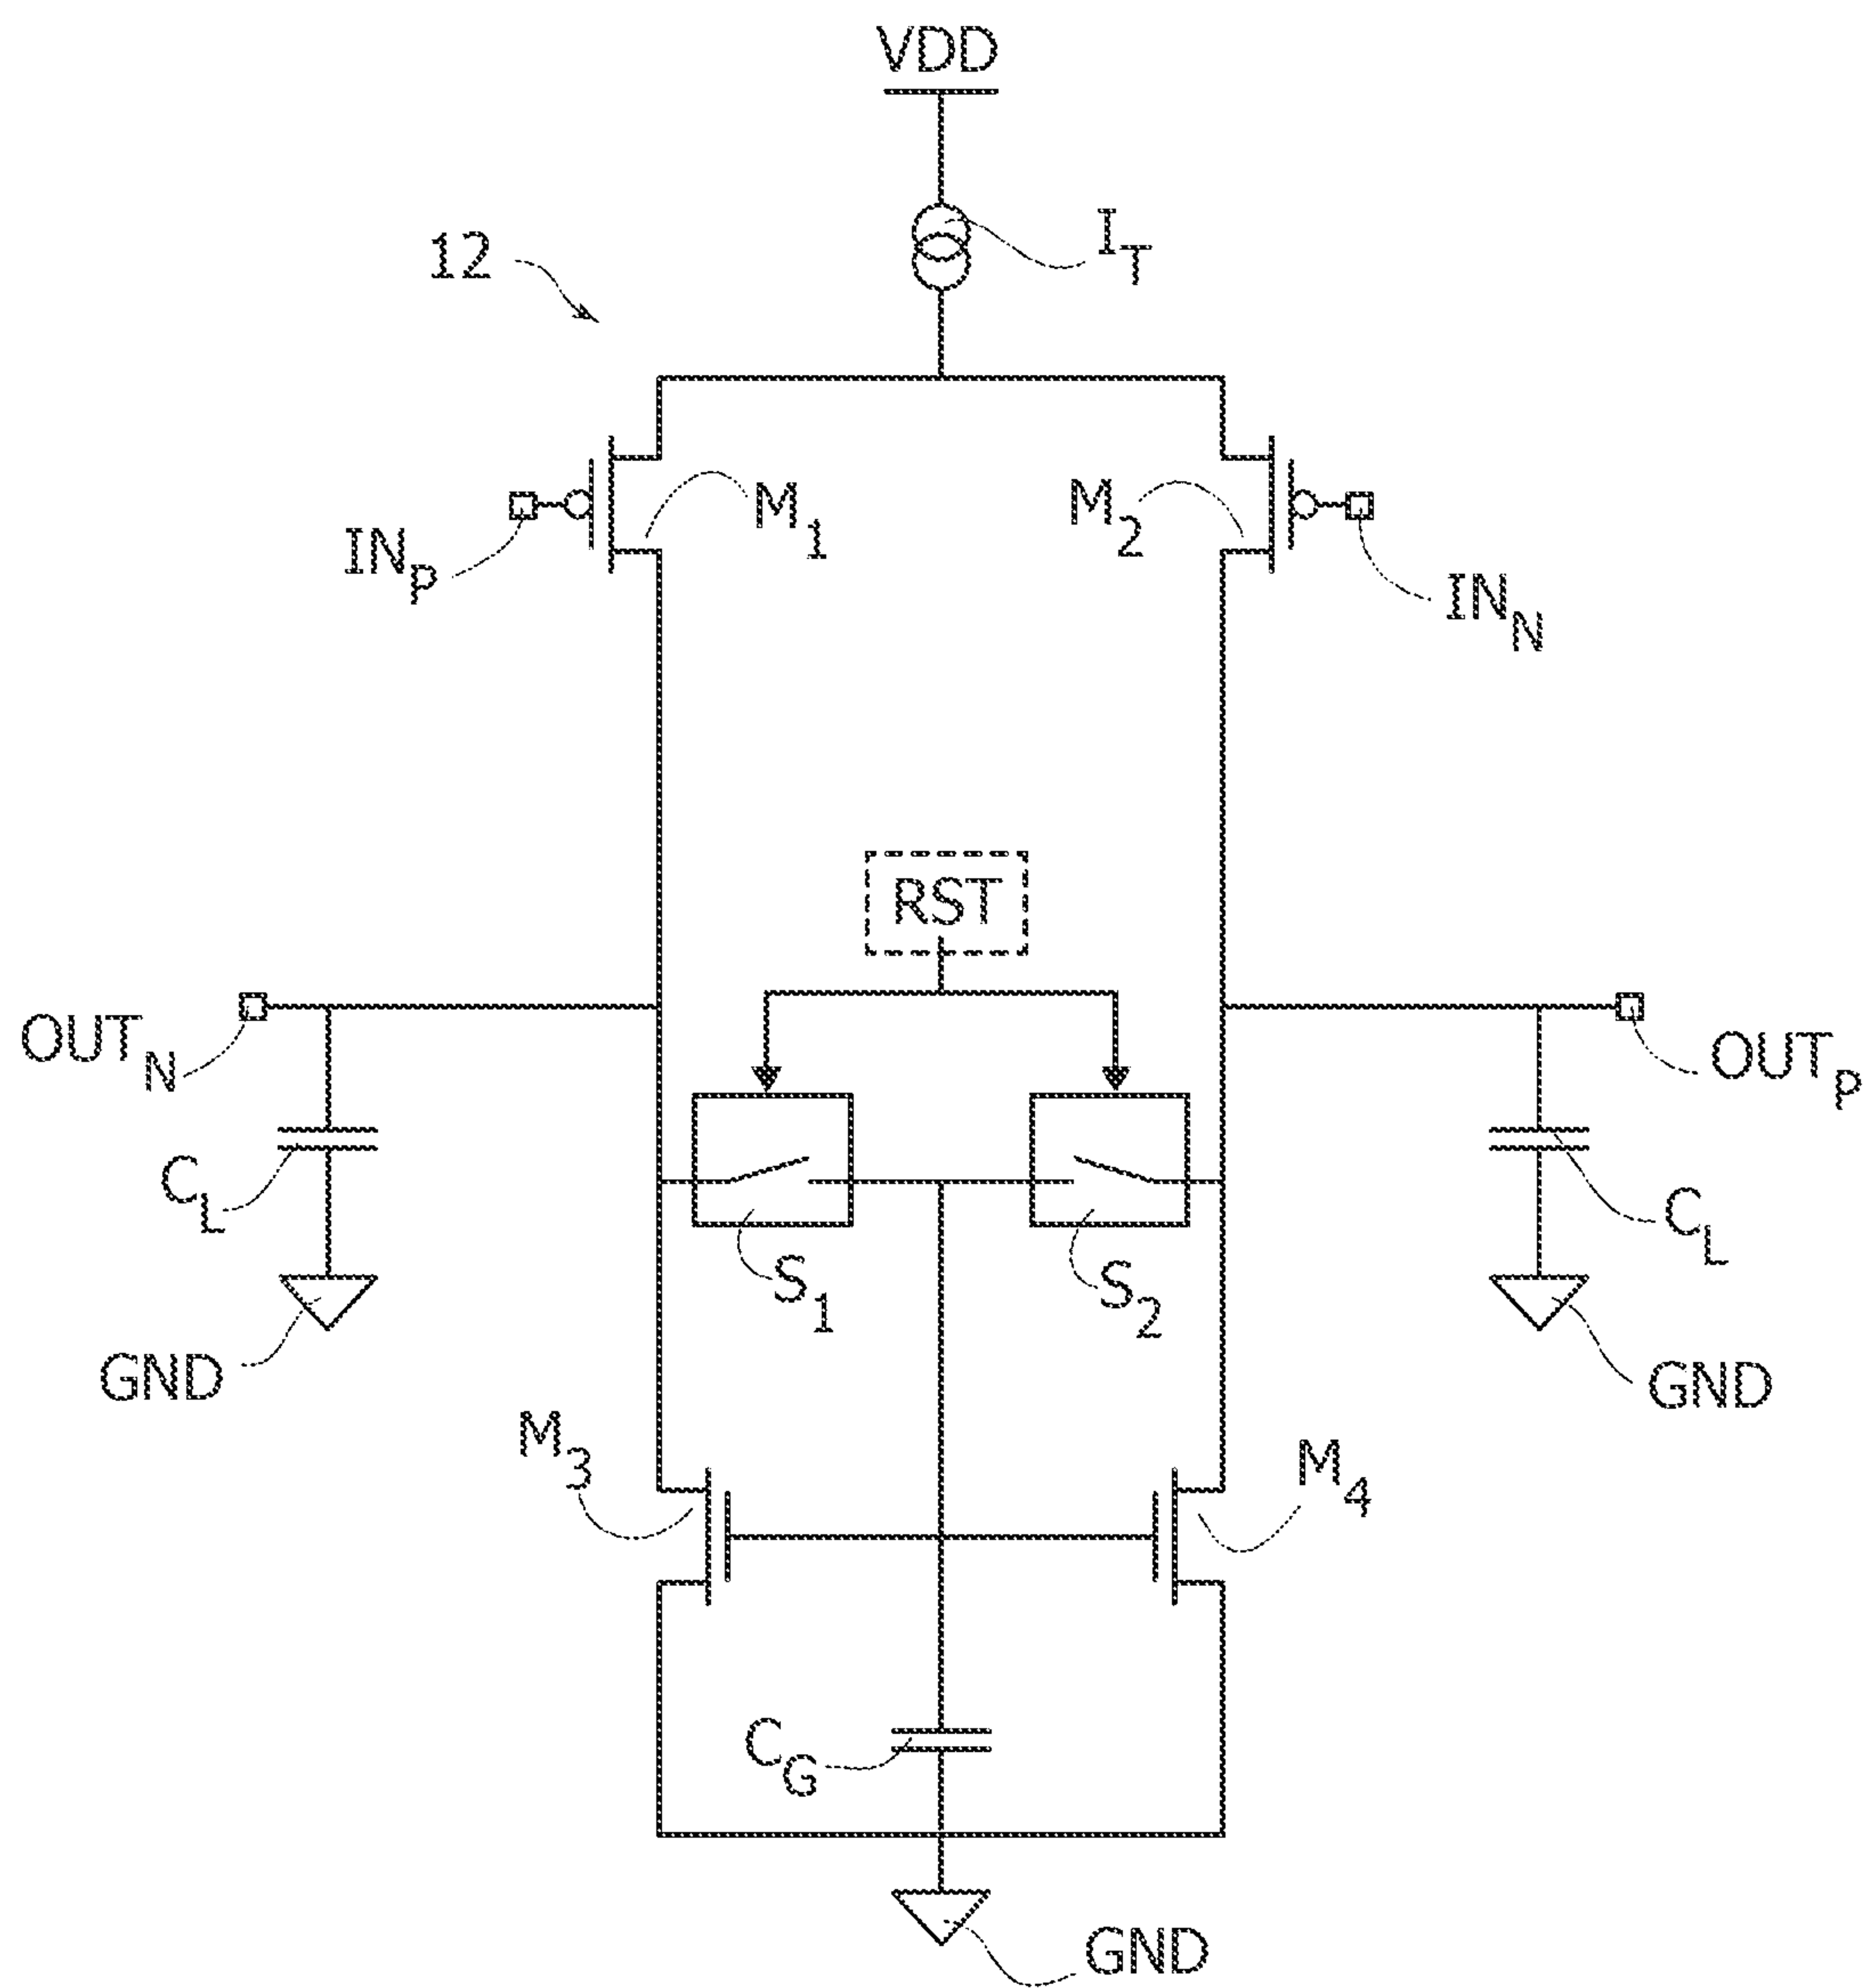 VDD
I_T
12
M_1
M_2
IN_P
IN_N
RST
OUT_N
OUT_P
C_L
C_L
S_1
S_2
GND
GND
M_3
M_4
C_G
GND